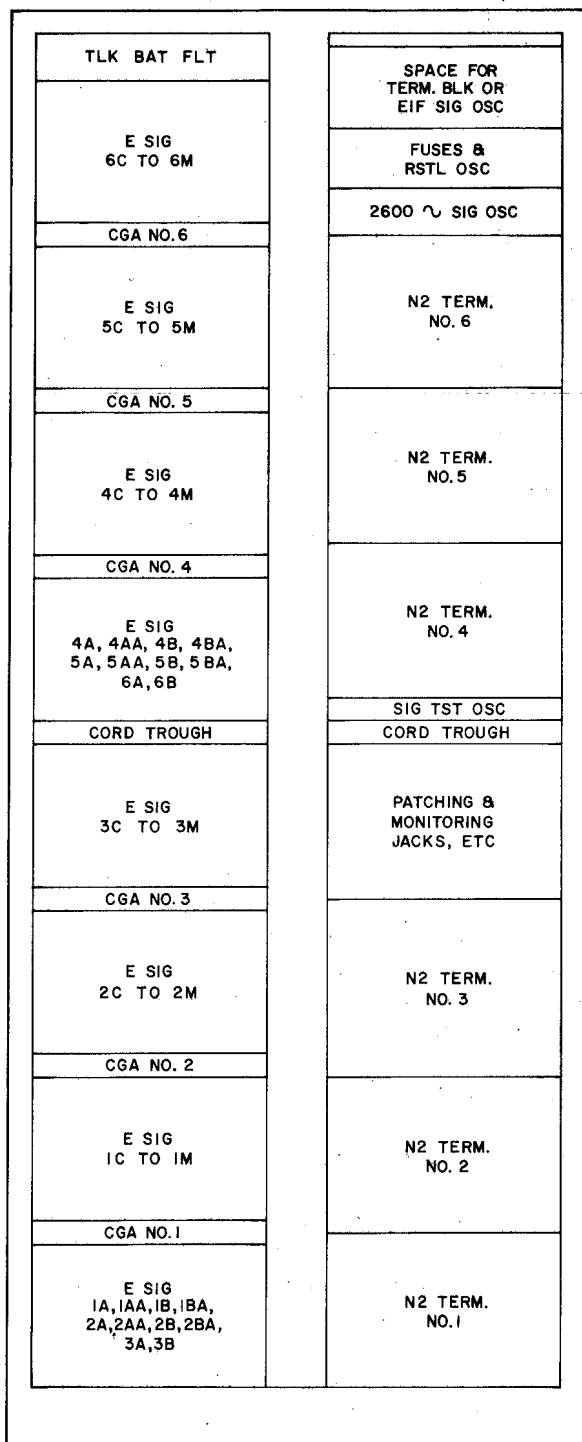 TLK BAT FLT
E SIG
6C TO 6M
CGA NO. 6
E SIG
5C TO 5M
CGA NO. 5
E SIG
4C TO 4M
CGA NO. 4
E SIG
4A, 4AA, 4B, 4BA,
5A, 5AA, 5B, 5BA,
6A, 6B
CORD TROUGH
E SIG
3C TO 3M
CGA NO. 3
E SIG
2C TO 2M
CGA NO. 2
E SIG
1C TO 1M
CGA NO. 1
E SIG
1A, 1AA, 1B, 1BA,
2A, 2AA, 2B, 2BA,
3A, 3B
SPACE FOR
TERM. BLK OR
EIF SIG OSC
FUSES &
RSTL OSC
2600 ∿ SIG OSC
N2 TERM.
NO. 6
N2 TERM.
NO. 5
N2 TERM.
NO. 4
SIG TST OSC
CORD TROUGH
PATCHING &
MONITORING
JACKS, ETC
N2 TERM.
NO. 3
N2 TERM.
NO. 2
N2 TERM.
NO. 1